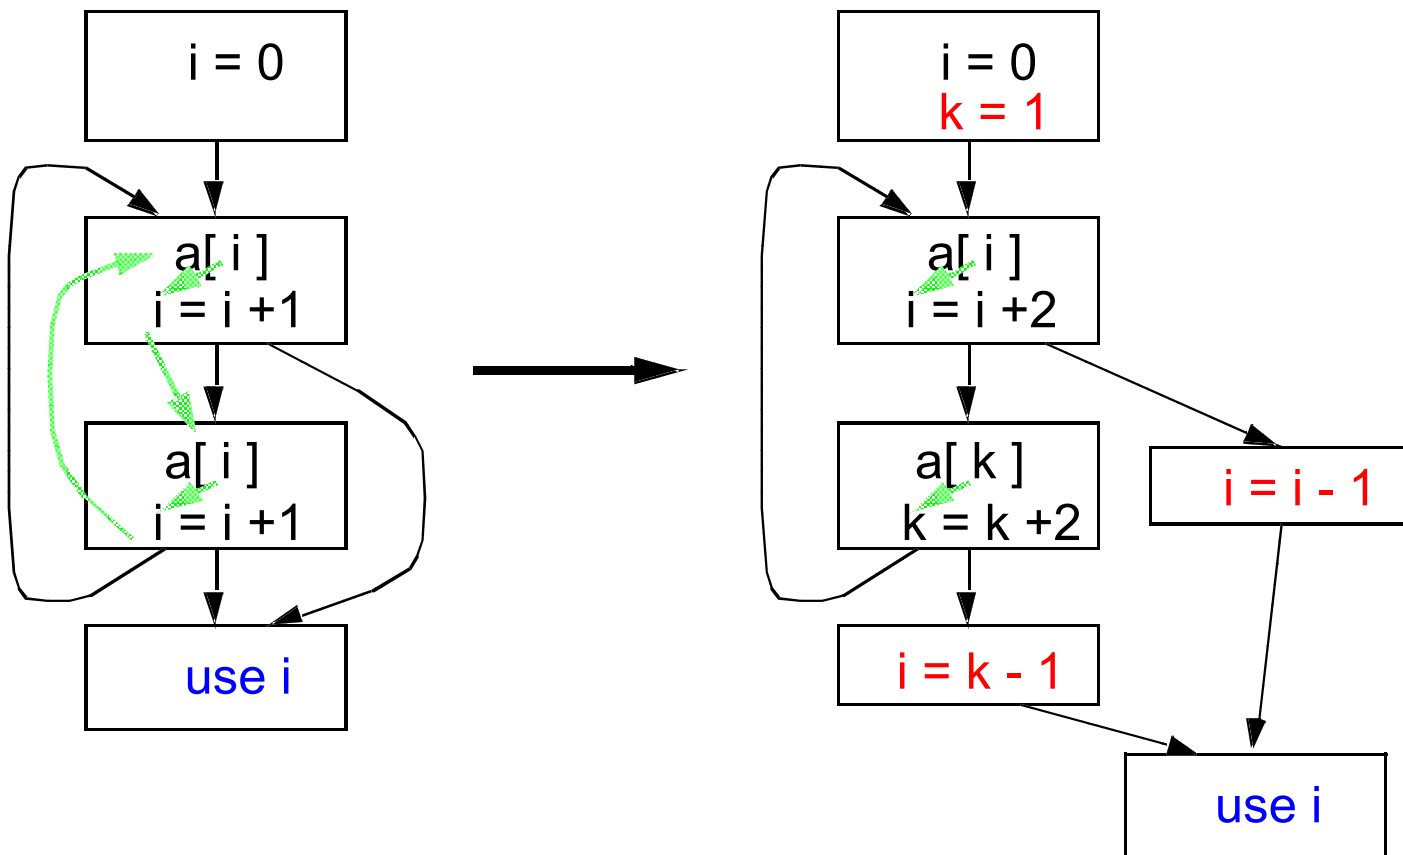 i = 0
a[ i ]
i = i +1
a[ i ]
i = i +1
use i
i = 0
k = 1
a[ i ]
i = i +2
a[ k ]
k = k +2
i = i - 1
i = k - 1
use i